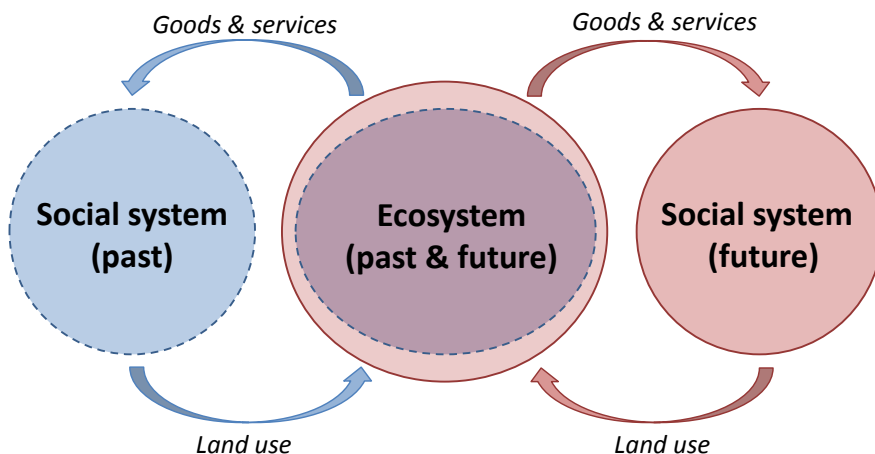 Goods & services
Goods & services
Social system
(past)
Ecosystem
(past & future)
Social system
(future)
Land use
Land use